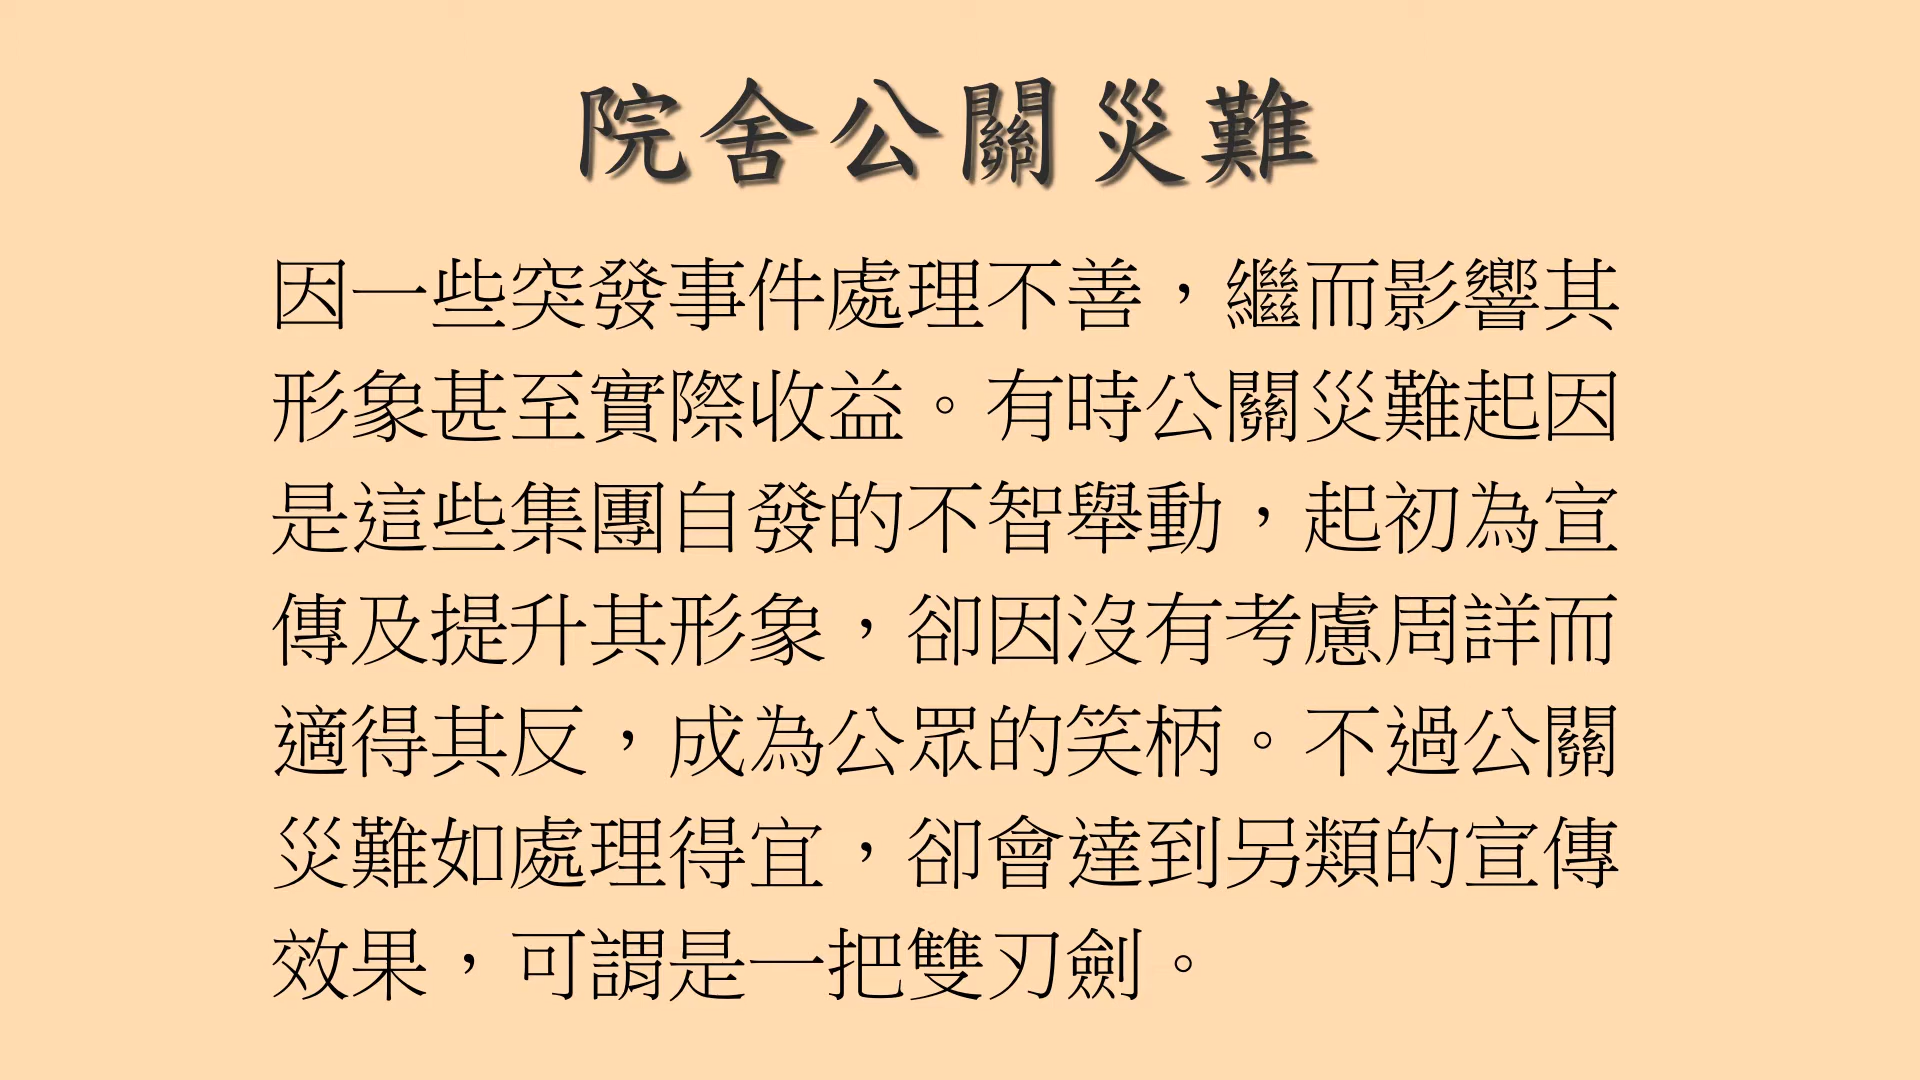 院舍公關災難
因一些突發事件處理不善，繼而影響其
形象甚至實際收益。有時公關災難起因
是這些集團自發的不智舉動，起初為宣
傳及提升其形象，卻因沒有考慮周詳而
適得其反，成為公眾的笑柄。不過公關
災難如處理得宜，卻會達到另類的宣傳
效果，可謂是一把雙刃劍。